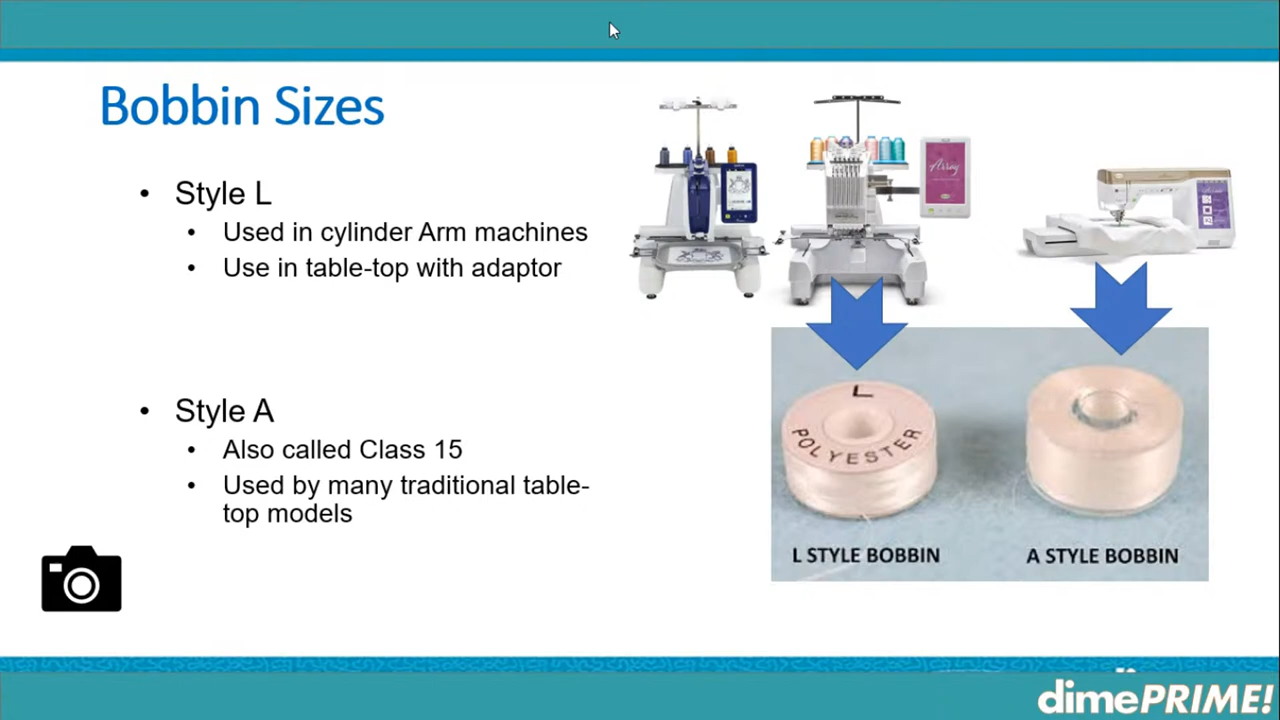 Bobbin Sizes
• Style L
• Used in cylinder Arm machines
• Use in table-top with adaptor
• Style A
• Also called Class 15
• Used by many traditional table-
top models
Array
L
POLYESTER
L STYLE BOBBIN
A STYLE BOBBIN
dimePRIME!